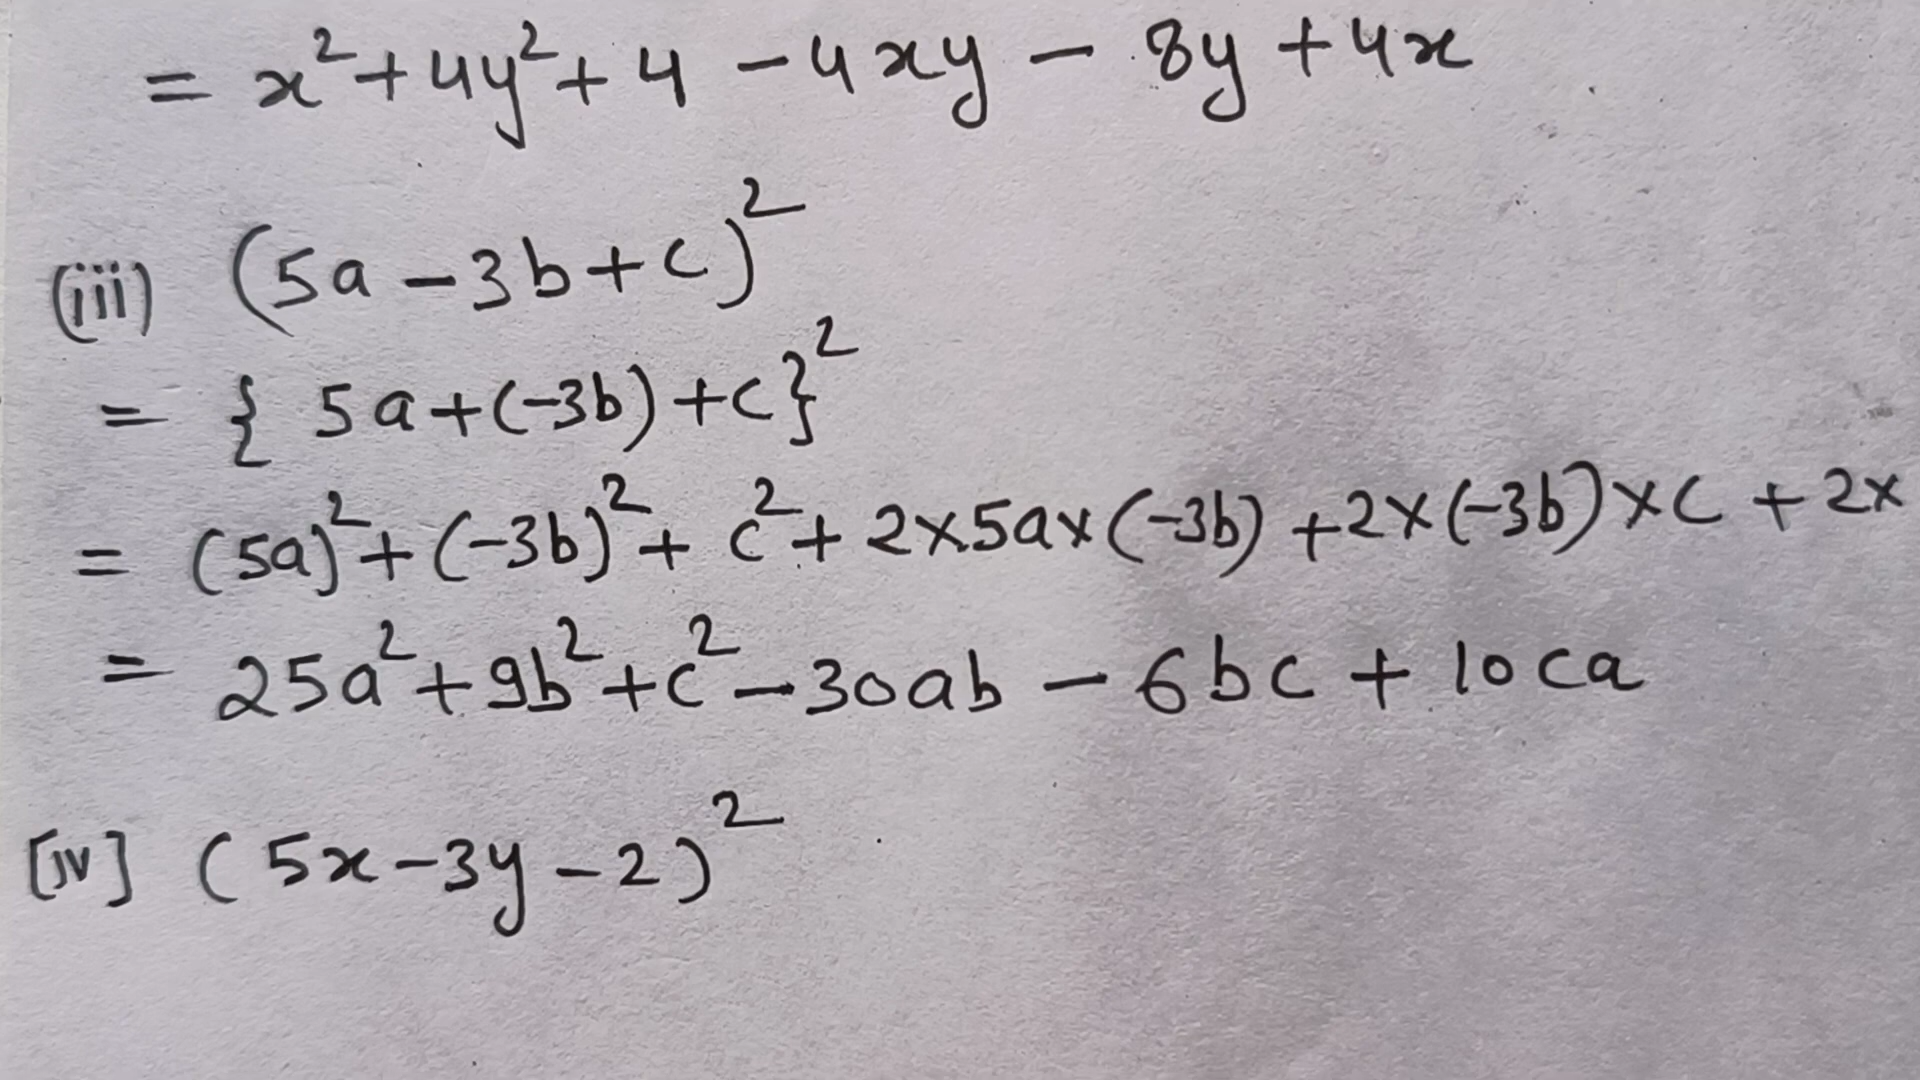 = x² + 4y² + 4 - 4xy - 8y + 4x
(iii) (5a - 3b + c)²
= { 5a + (-3b) + c}²
= (5a)² + (-3b)² + c² + 2×5a×(-3b) + 2×(-3b)×c + 2×
= 25a² + 9b² + c² - 30ab - 6bc + 10ca
[iv] (5x - 3y - 2)²